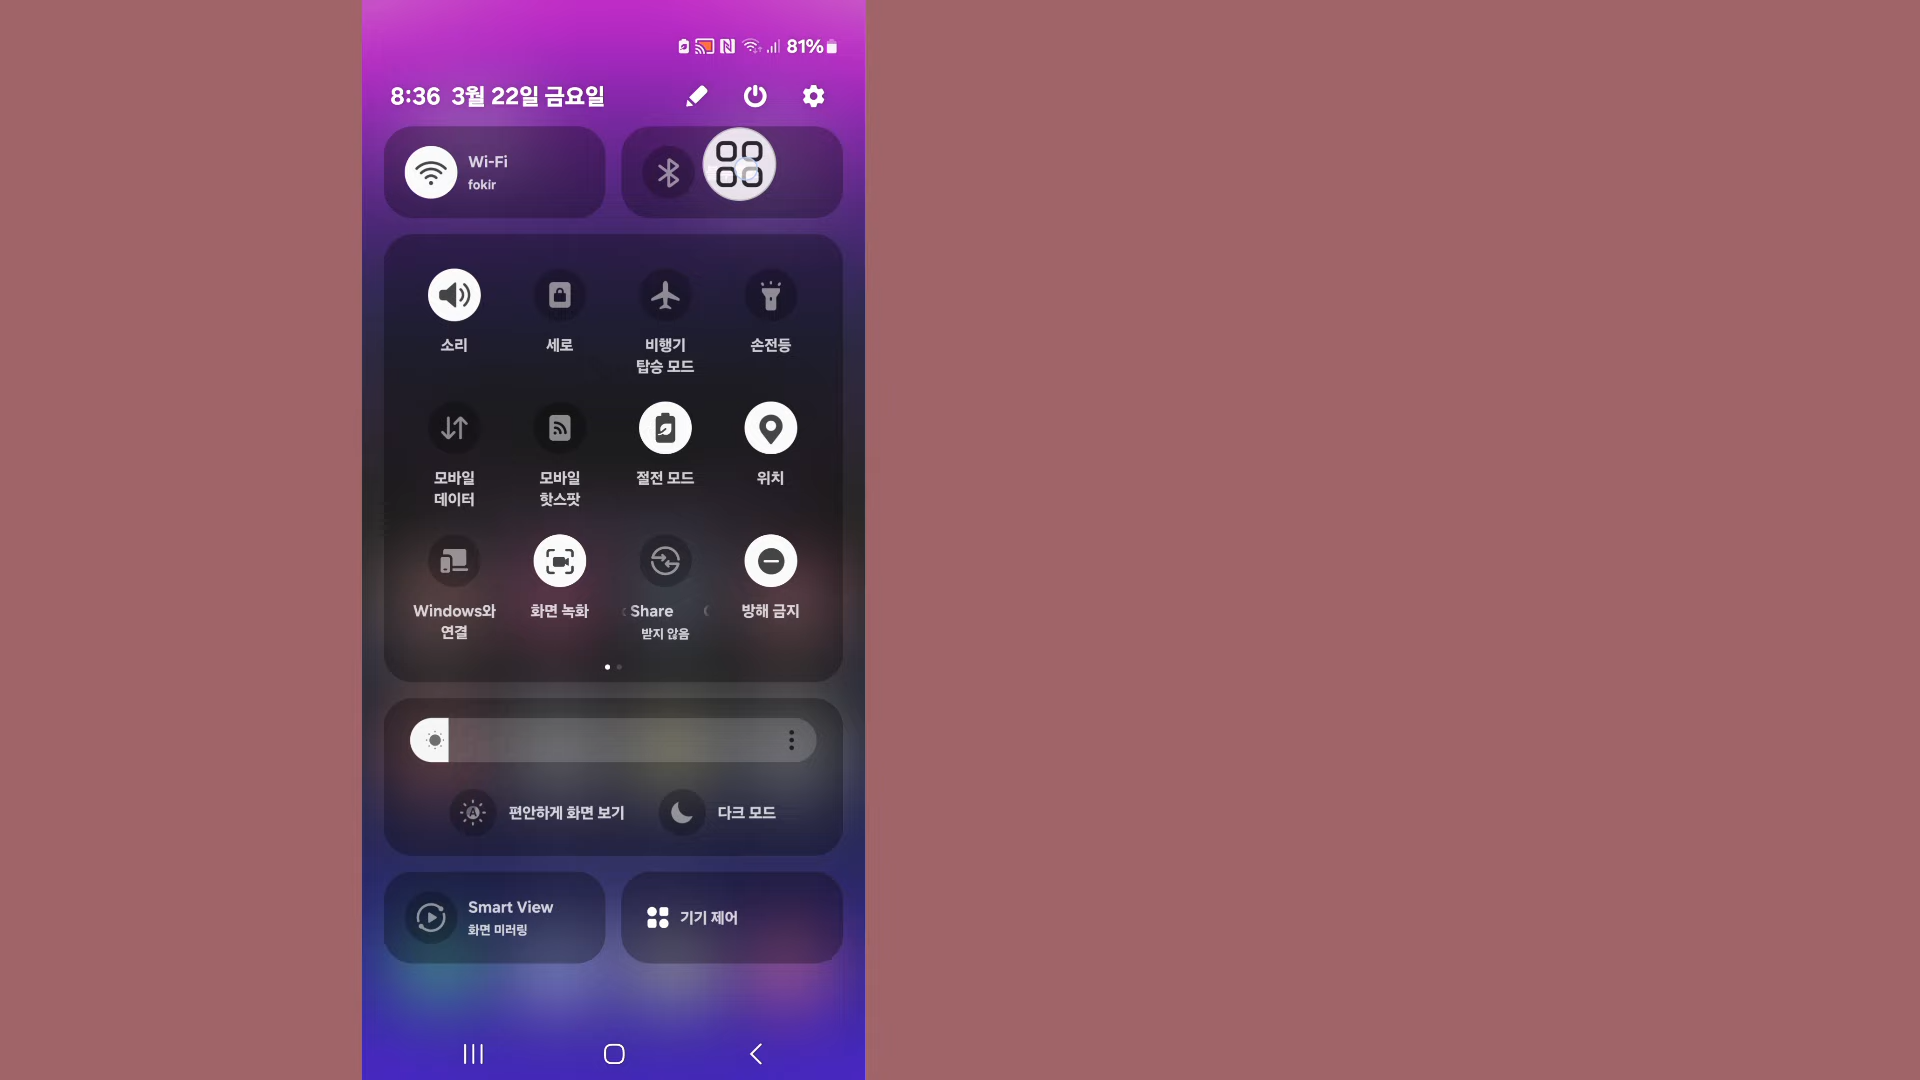 81%
8:36 3월 22일 금요일
Wi-Fi
fokir
소리
세로
비행기
탑승 모드
손전등
모바일
데이터
모바일
핫스팟
절전 모드
위치
Windows와
연결
화면 녹화
Share
받지 않음
방해 금지
편안하게 화면 보기
다크 모드
Smart View
화면 미러링
기기 제어